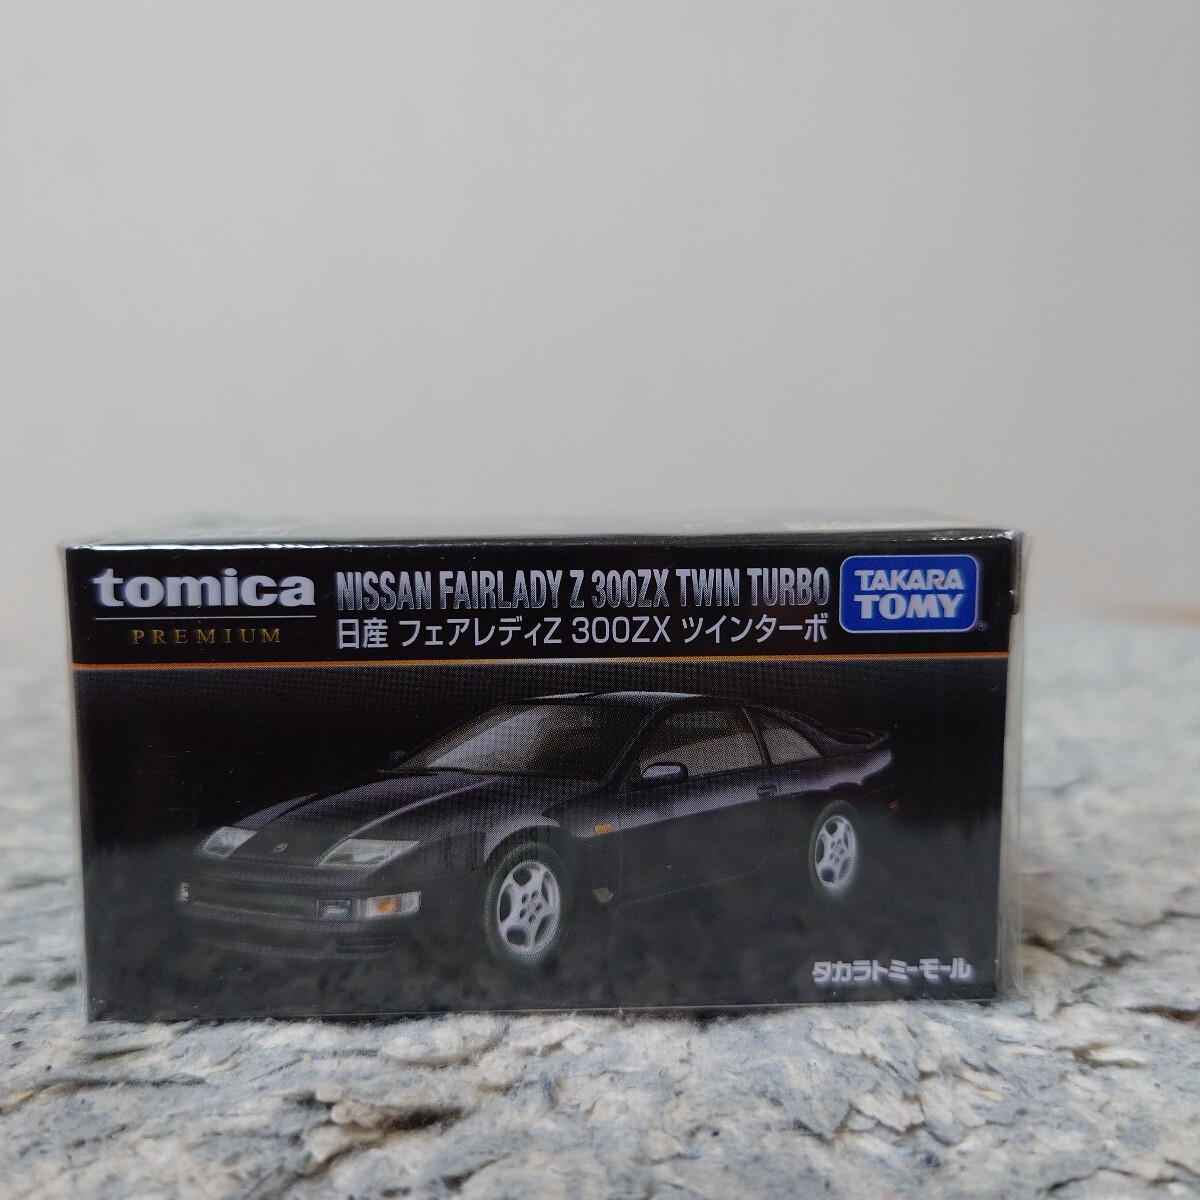 tomica
PREMIUM
NISSAN FAIRLADY Z 300ZX TWIN TURBO
日産 フェアレディZ 300ZX ツインターボ
TAKARA
TOMY
®
タカラトミーモール